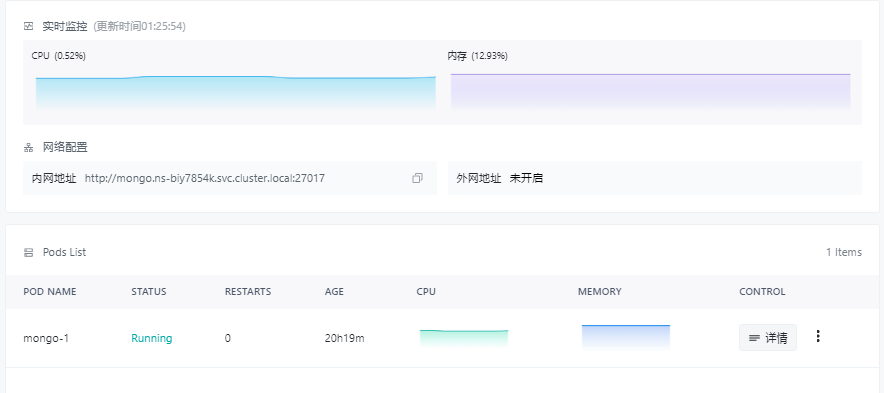 实时监控 (更新时间01:25:54)
CPU (0.52%)
内存 (12.93%)
网络配置
内网地址 http://mongo.ns-biy7854k.svc.cluster.local:27017
外网地址 未开启
Pods List
1 Items
POD NAME STATUS RESTARTS AGE CPU MEMORY CONTROL
mongo-1 Running 0 20h19m 详情